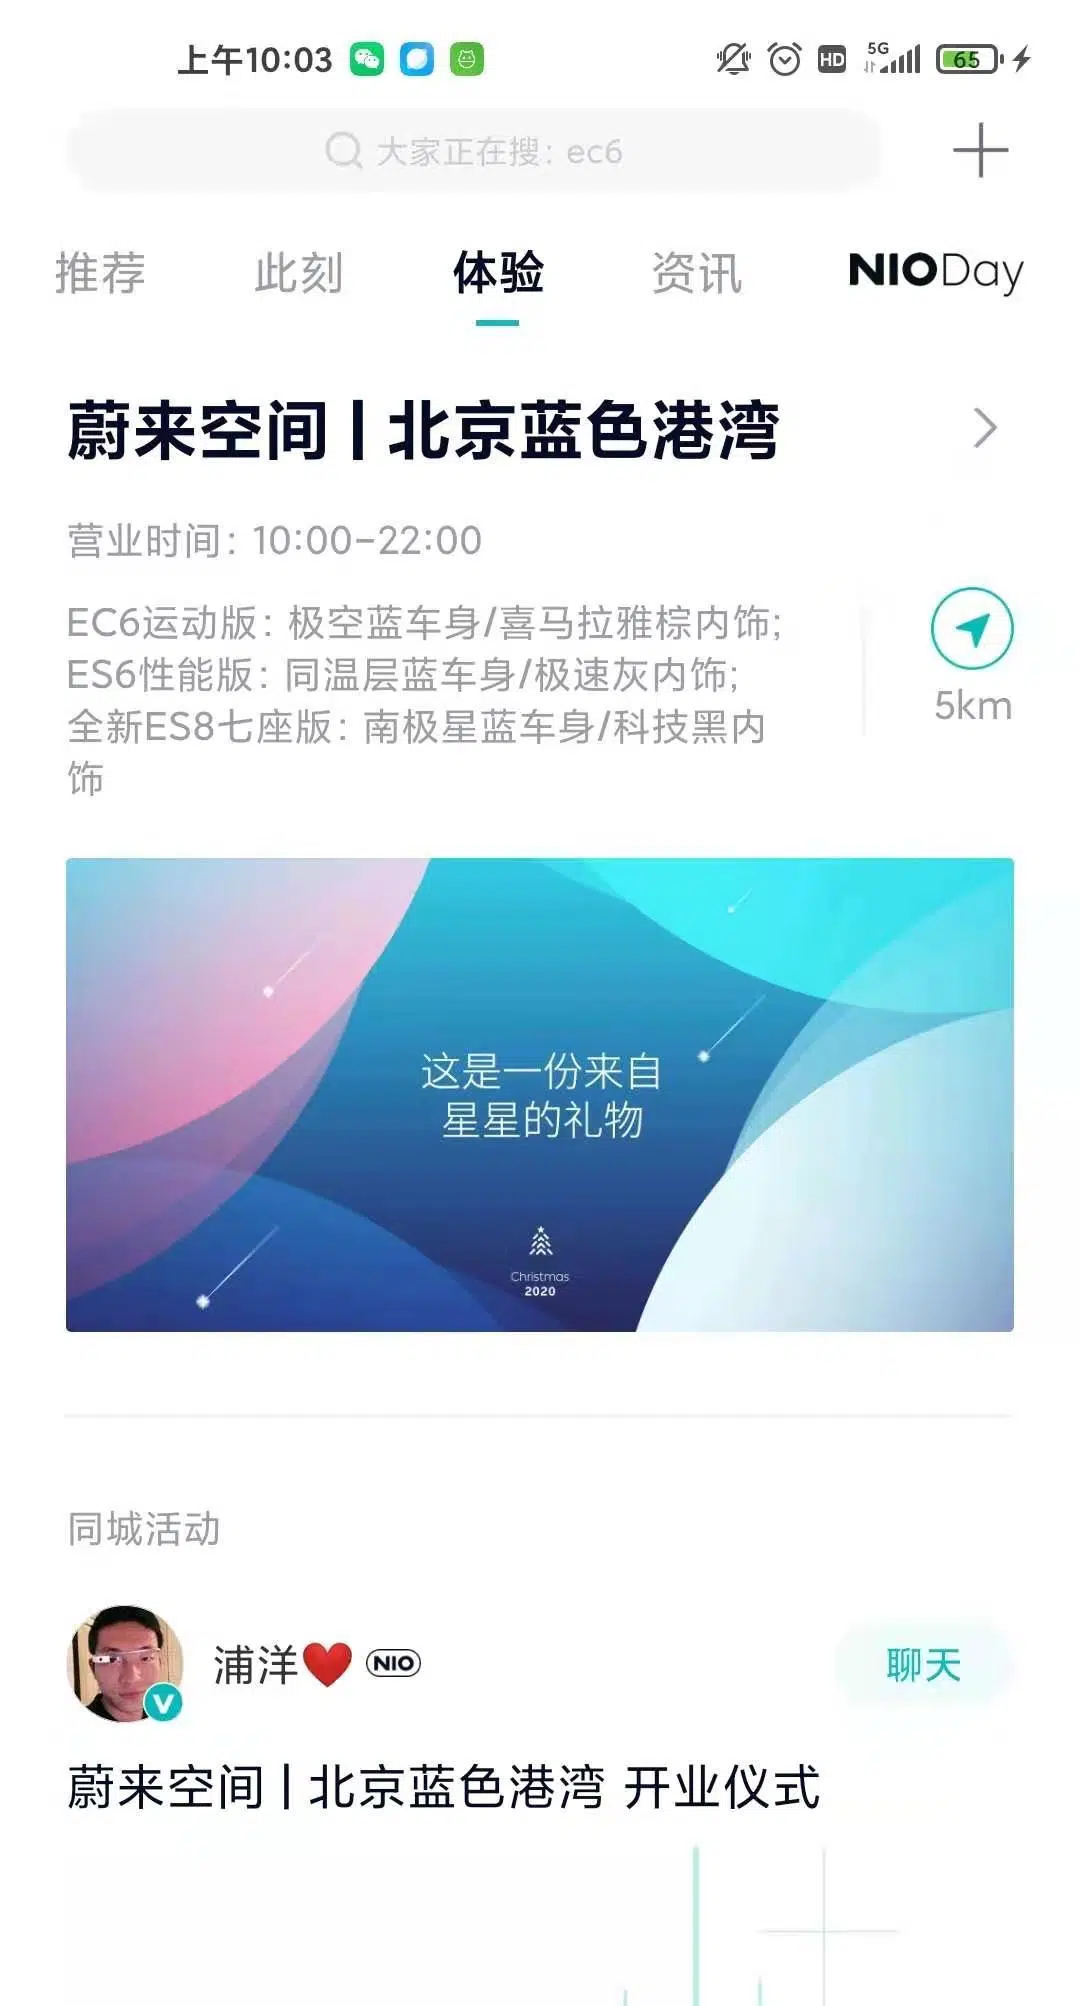 上午10:03
HD
5G
65
大家正在搜：ec6
推荐
此刻
体验
资讯
NIODay
蔚来空间 | 北京蓝色港湾
营业时间：10:00-22:00
EC6运动版：极空蓝车身/喜马拉雅棕内饰;
ES6性能版：同温层蓝车身/极速灰内饰;
全新ES8七座版：南极星蓝车身/科技黑内
饰
5km
这是一份来自
星星的礼物
Christmas
2020
同城活动
浦洋❤️ NIO
V
聊天
蔚来空间 | 北京蓝色港湾 开业仪式